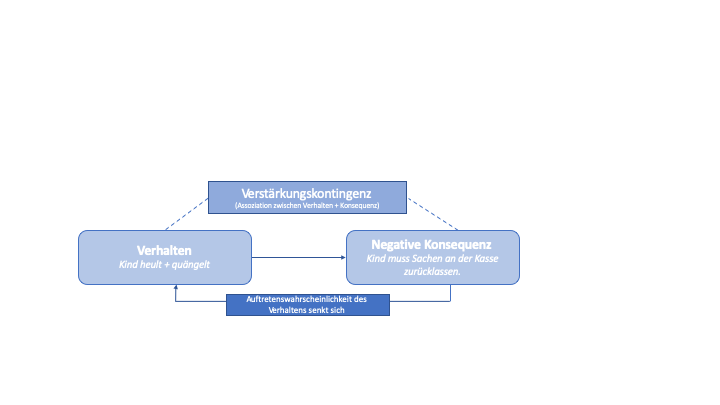 Verstärkungskontingenz
(Assoziation zwischen Verhalten + Konsequenz)
Verhalten
Kind heult + quängelt
Negative Konsequenz
Kind muss Sachen an der Kasse
zurücklassen.
Auftretenswahrscheinlichkeit des
Verhaltens senkt sich